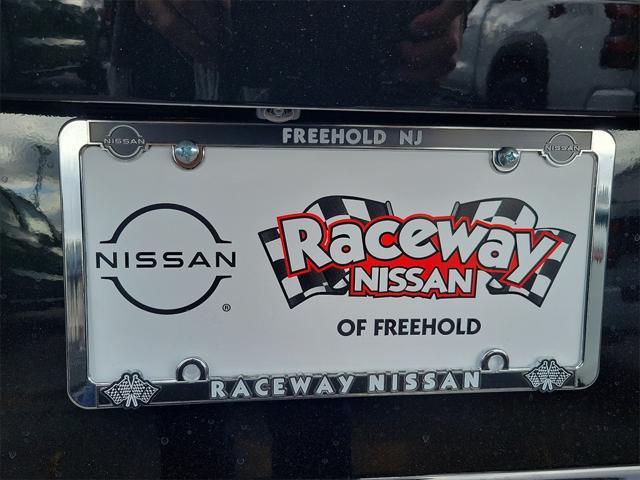 NISSAN
FREEHOLD NJ
NISSAN
NISSAN
®
Raceway
NISSAN
OF FREEHOLD
RACEWAY NISSAN